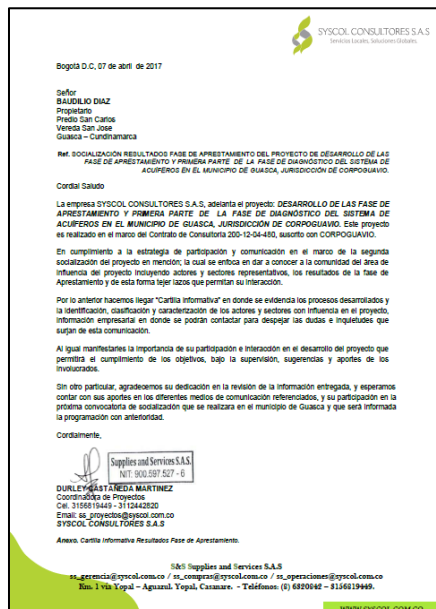 SYSCOL CONSULTORES S.A.S
Servicios Locales, Soluciones Globales
Bogotá D.C, 07 de abril de 2017
Señor
BAUDILIO DIAZ
Propietario
Predio San Carlos
Vereda San Jose
Guasca – Cundinamarca
Ref. SOCIALIZACIÓN RESULTADOS FASE DE APRESTAMIENTO DEL PROYECTO DE DESARROLLO DE LAS
FASE DE APRESTAMIENTO Y PRIMERA PARTE DE LA FASE DE DIAGNÓSTICO DEL SISTEMA DE
ACUÍFEROS EN EL MUNICIPIO DE GUASCA, JURISDICCIÓN DE CORPOGUAVIO.
Cordial Saludo
La empresa SYSCOL CONSULTORES S.A.S, adelanta el proyecto: DESARROLLO DE LAS FASE DE
APRESTAMIENTO Y PRIMERA PARTE DE LA FASE DE DIAGNÓSTICO DEL SISTEMA DE
ACUÍFEROS EN EL MUNICIPIO DE GUASCA, JURISDICCIÓN DE CORPOGUAVIO. Este proyecto
es realizado en el marco del Contrato de Consultoría 200-12-04-480, suscrito con CORPOGUAVIO.
En cumplimiento a la estrategia de participación y comunicación en el marco de la segunda
socialización del proyecto en mención; la cual se enfoca en dar a conocer a la comunidad del área de
influencia del proyecto incluyendo actores y sectores representativos, los resultados de la fase de
Aprestamiento y de esta forma tejer lazos que permitan su interacción.
Por lo anterior hacemos llegar "Cartilla Informativa" en donde se evidencia los procesos desarrollados y
la identificación, clasificación y caracterización de los actores y sectores con influencia en el proyecto,
información empresarial en donde se podrán contactar para despejar las dudas e inquietudes que
surjan de esta comunicación.
Al igual manifestarles la importancia de su participación e interacción en el desarrollo del proyecto que
permitirá el cumplimiento de los objetivos, bajo la supervisión, sugerencias y aportes de los
involucrados.
Sin otro particular, agradecemos su dedicación en la revisión de la información entregada, y esperamos
contar con sus aportes en los diferentes medios de comunicación referenciados, y su participación en la
próxima convocatoria de socialización que se realizara en el municipio de Guasca y que será informada
la programación con anterioridad.
Cordialmente,
Supplies and Services S.A.S.
NIT: 900.597.527 - 6
DURLEY CASTAÑEDA MARTINEZ
Coordinadora de Proyectos
Cel. 3156819449 - 3112442820
Email: ss_proyectos@syscol.com.co
SYSCOL CONSULTORES S.A.S
Anexo. Cartilla Informativa Resultados Fase de Aprestamiento.
S&S Supplies and Services S.A.S
ss_gerencia@syscol.com.co / ss_compras@syscol.com.co / ss_operaciones@syscol.com.co
Km. 1 vía Yopal – Aguazul. Yopal, Casanare. - Teléfonos: (8) 6320642 – 3156819449.
WWW.SYSCOL.COM.CO